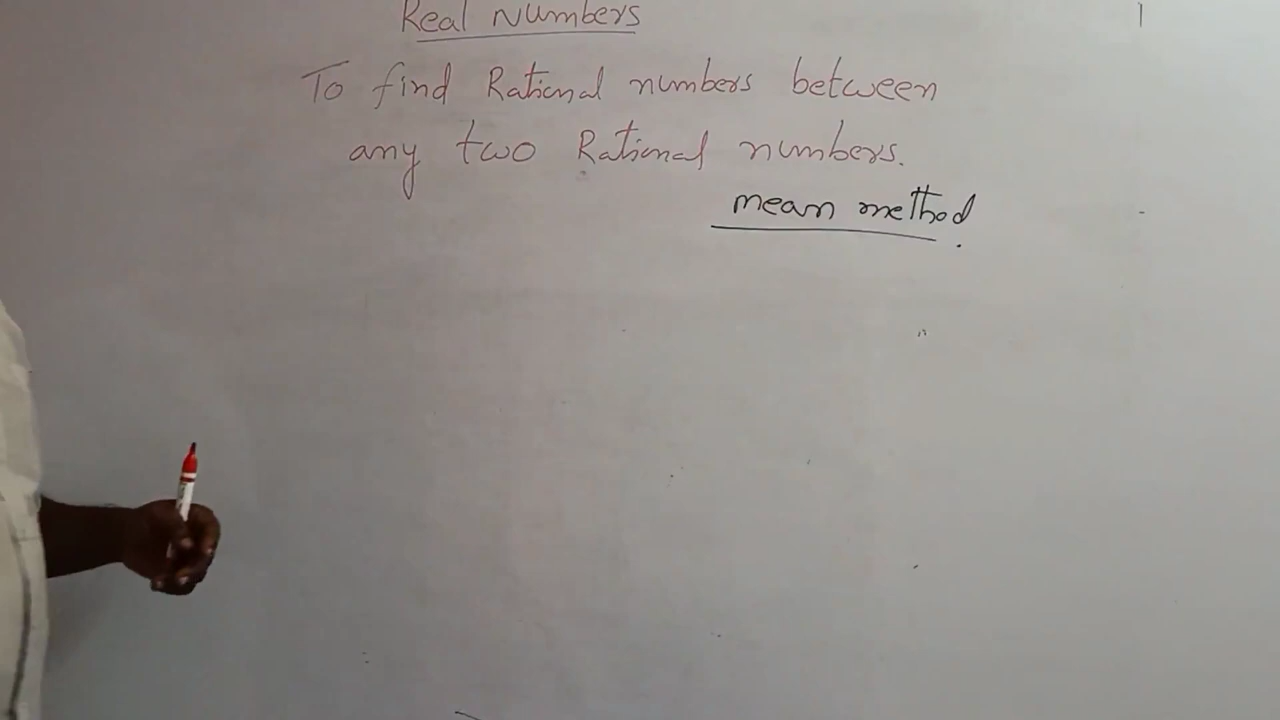 Real Numbers
To find Rational numbers between
any two Rational numbers.
mean method.